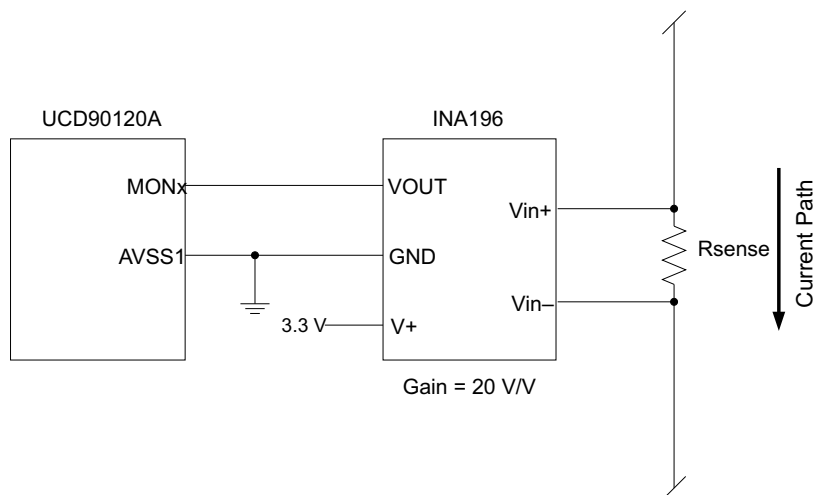 UCD90120A
INA196
MONx
VOUT
Vin+
AVSS1
GND
Rsense
Current Path
Vin–
3.3 V
V+
Gain = 20 V/V